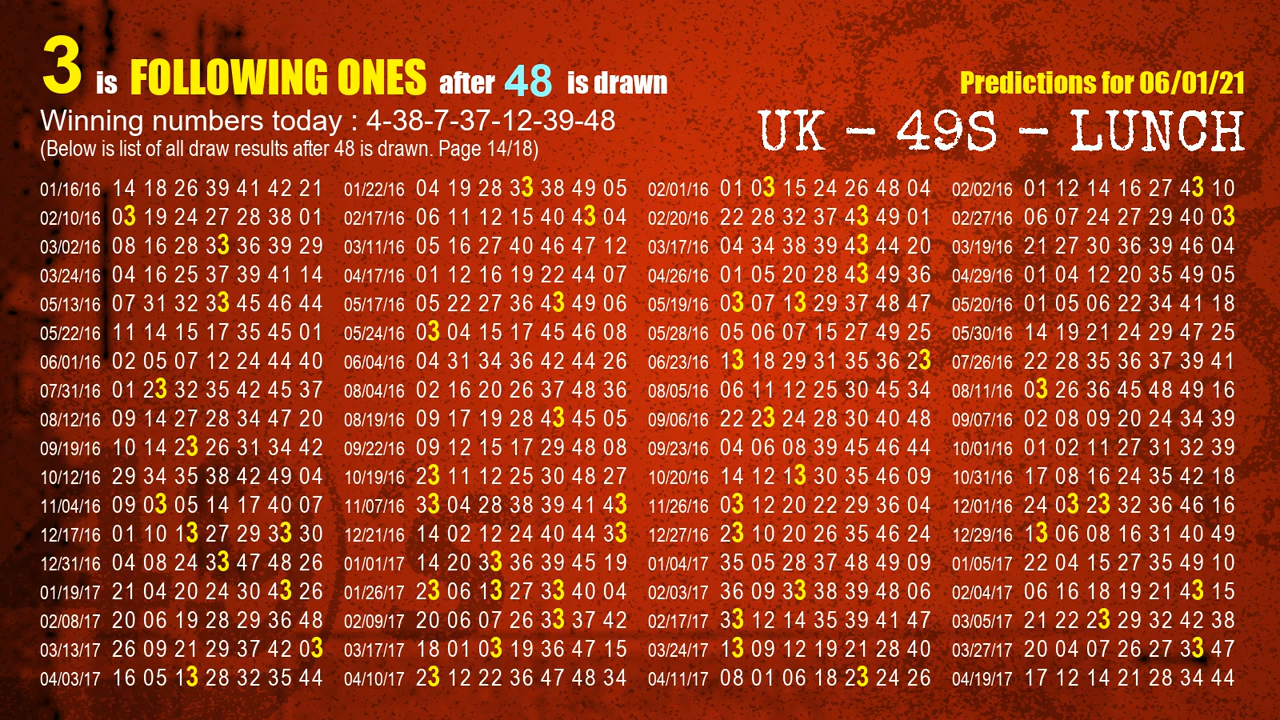 3 is FOLLOWING ONES after 48 is drawn
Predictions for 06/01/21
Winning numbers today : 4-38-7-37-12-39-48
UK - 49S - LUNCH
(Below is list of all draw results after 48 is drawn. Page 14/18)
01/16/16 14 18 26 39 41 42 21 01/22/16 04 19 28 33 38 49 05 02/01/16 01 03 15 24 26 48 04 02/02/16 01 12 14 16 27 43 10
02/10/16 03 19 24 27 28 38 01 02/17/16 06 11 12 15 40 43 04 02/20/16 22 28 32 37 43 49 01 02/27/16 06 07 24 27 29 40 03
03/02/16 08 16 28 33 36 39 29 03/11/16 05 16 27 40 46 47 12 03/17/16 04 34 38 39 43 44 20 03/19/16 21 27 30 36 39 46 04
03/24/16 04 16 25 37 39 41 14 04/17/16 01 12 16 19 22 44 07 04/26/16 01 05 20 28 43 49 36 04/29/16 01 04 12 20 35 49 05
05/13/16 07 31 32 33 45 46 44 05/17/16 05 22 27 36 43 49 06 05/19/16 03 07 13 29 37 48 47 05/20/16 01 05 06 22 34 41 18
05/22/16 11 14 15 17 35 45 01 05/24/16 03 04 15 17 45 46 08 05/28/16 05 06 07 15 27 49 25 05/30/16 14 19 21 24 29 47 25
06/01/16 02 05 07 12 24 44 40 06/04/16 04 31 34 36 42 44 26 06/23/16 13 18 29 31 35 36 23 07/26/16 22 28 35 36 37 39 41
07/31/16 01 23 32 35 42 45 37 08/04/16 02 16 20 26 37 48 36 08/05/16 06 11 12 25 30 45 34 08/11/16 03 26 36 45 48 49 16
08/12/16 09 14 27 28 34 47 20 08/19/16 09 17 19 28 43 45 05 09/06/16 22 23 24 28 30 40 48 09/07/16 02 08 09 20 24 34 39
09/19/16 10 14 23 26 31 34 42 09/22/16 09 12 15 17 29 48 08 09/23/16 04 06 08 39 45 46 44 10/01/16 01 02 11 27 31 32 39
10/12/16 29 34 35 38 42 49 04 10/19/16 23 11 12 25 30 48 27 10/20/16 14 12 13 30 35 46 09 10/31/16 17 08 16 24 35 42 18
11/04/16 09 03 05 14 17 40 07 11/07/16 33 04 28 38 39 41 43 11/26/16 03 12 20 22 29 36 04 12/01/16 24 03 23 32 36 46 16
12/17/16 01 10 13 27 29 33 30 12/21/16 14 02 12 24 40 44 33 12/27/16 23 10 20 26 35 46 24 12/29/16 13 06 08 16 31 40 49
12/31/16 04 08 24 33 47 48 26 01/01/17 14 20 33 36 39 45 19 01/04/17 35 05 28 37 48 49 09 01/05/17 22 04 15 27 35 49 10
01/19/17 21 04 20 24 30 43 26 01/26/17 23 06 13 27 33 40 04 02/03/17 36 09 33 38 39 48 06 02/04/17 06 16 18 19 21 43 15
02/08/17 20 06 19 28 29 36 48 02/09/17 20 06 07 26 33 37 42 02/17/17 33 12 14 35 39 41 47 03/05/17 21 22 23 29 32 42 38
03/13/17 26 09 21 29 37 42 03 03/17/17 18 01 03 19 36 47 15 03/24/17 13 09 12 19 21 28 40 03/27/17 20 04 07 26 27 33 47
04/03/17 16 05 13 28 32 35 44 04/10/17 23 12 22 36 47 48 34 04/11/17 08 01 06 18 23 24 26 04/19/17 17 12 14 21 28 34 44